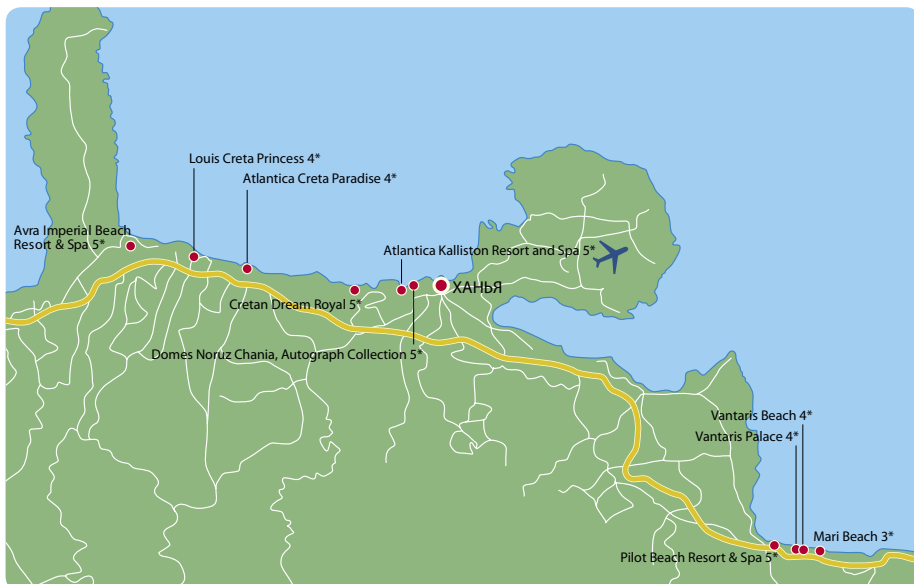 Louis Creta Princess 4*
Atlantica Creta Paradise 4*
Avra Imperial Beach
Resort & Spa 5*
Atlantica Kalliston Resort and Spa 5*
ХАНЬЯ
Cretan Dream Royal 5*
Domes Noruz Chania, Autograph Collection 5*
Vantaris Beach 4*
Vantaris Palace 4*
Mari Beach 3*
Pilot Beach Resort & Spa 5*